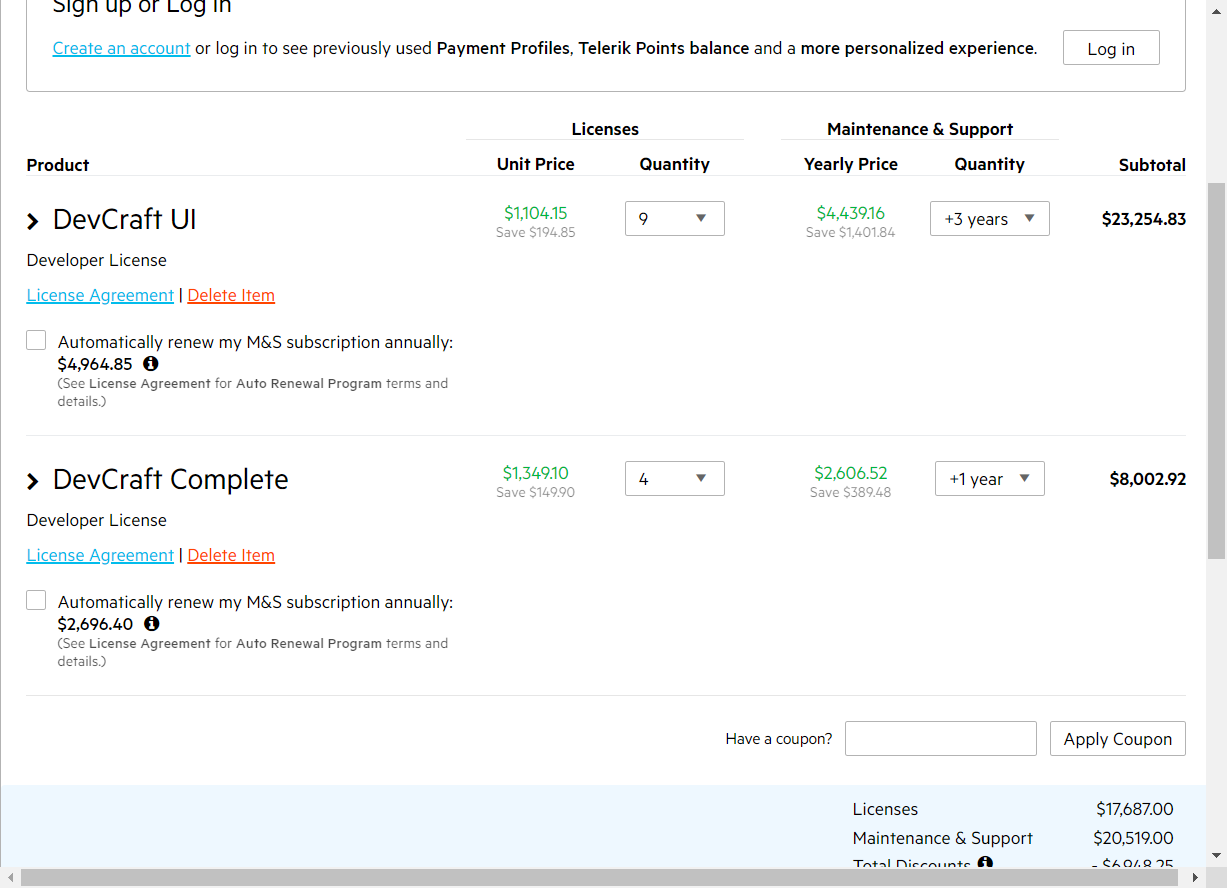 Sign up or Log in
Create an account or log in to see previously used Payment Profiles, Telerik Points balance and a more personalized experience.
Log in
Licenses
Maintenance & Support
Product
Unit Price
Quantity
Yearly Price
Quantity
Subtotal
DevCraft UI
$1,104.15
Save $194.85
9
$4,439.16
Save $1,401.84
+3 years
$23,254.83
Developer License
License Agreement | Delete Item
Automatically renew my M&S subscription annually:
$4,964.85
(See License Agreement for Auto Renewal Program terms and
details.)
DevCraft Complete
$1,349.10
Save $149.90
4
$2,606.52
Save $389.48
+1 year
$8,002.92
Developer License
License Agreement | Delete Item
Automatically renew my M&S subscription annually:
$2,696.40
(See License Agreement for Auto Renewal Program terms and
details.)
Have a coupon?
Apply Coupon
Licenses $17,687.00
Maintenance & Support $20,519.00
Total Discounts - $6,948.25